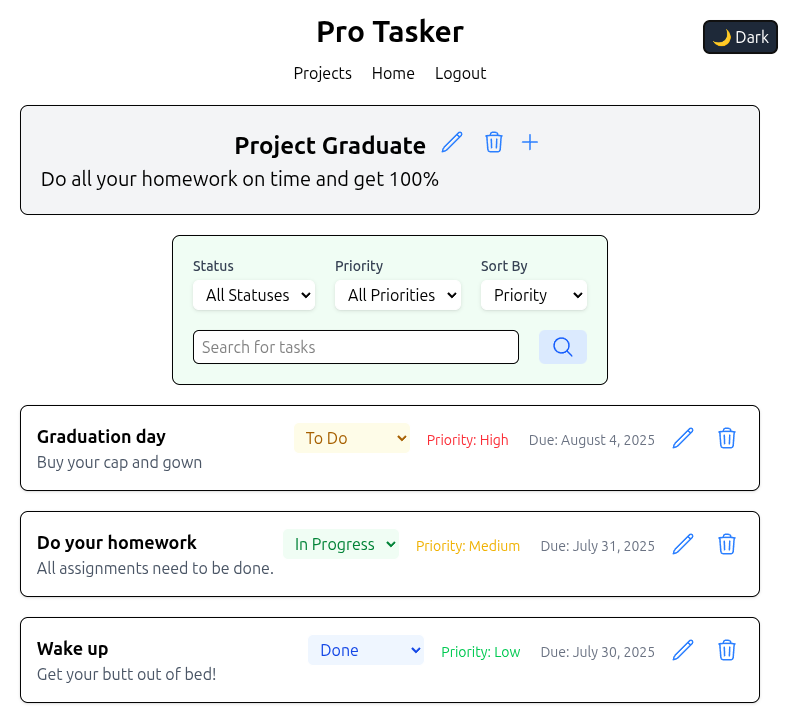 Pro Tasker
🌙 Dark
Projects Home Logout
Project Graduate
Do all your homework on time and get 100%
Status Priority Sort By
All Statuses All Priorities Priority
Search for tasks
Graduation day To Do Priority: High Due: August 4, 2025
Buy your cap and gown
Do your homework In Progress Priority: Medium Due: July 31, 2025
All assignments need to be done.
Wake up Done Priority: Low Due: July 30, 2025
Get your butt out of bed!